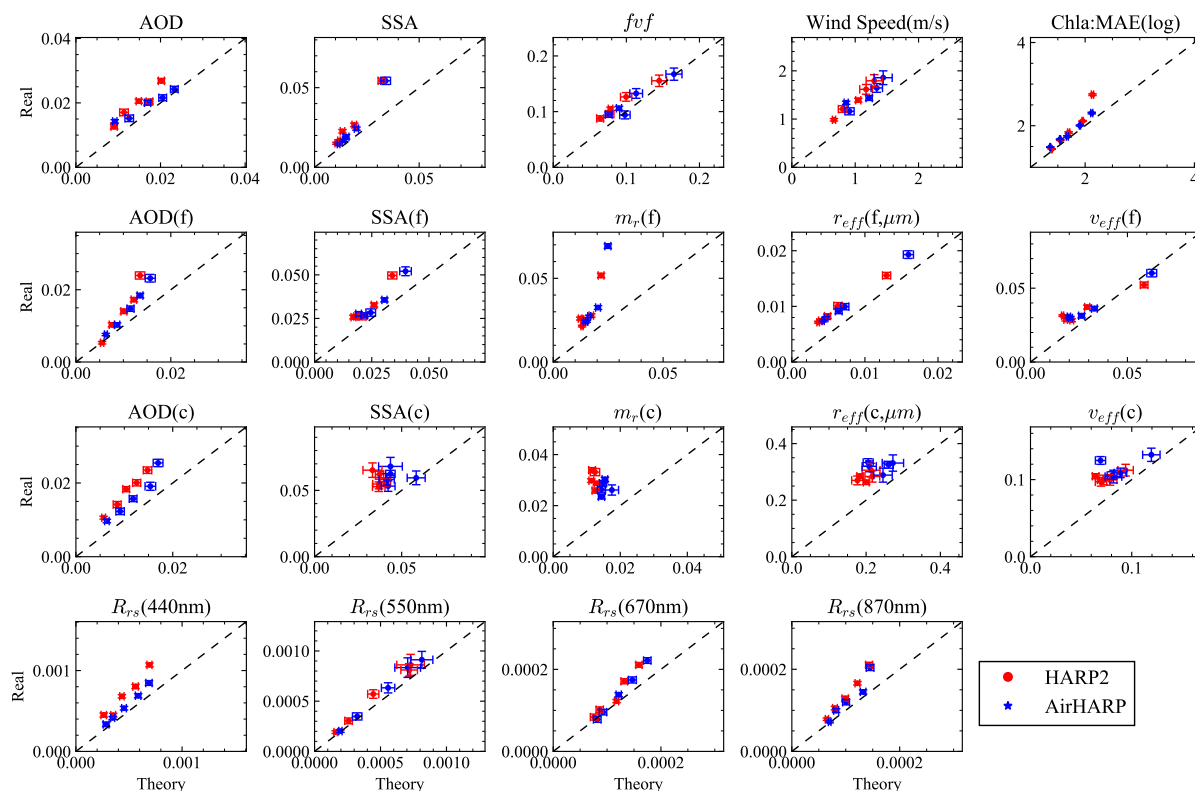 AOD SSA fvf Wind Speed(m/s) Chla:MAE(log)
0.04 0.2 4
0.05 2
0.02 0.1 1 2
Real
0.00 0.00 0.0 0
0.00 0.02 0.04 0.00 0.05 0.0 0.1 0.2 0 1 2 2 4
AOD(f) SSA(f) m_r(f) r_eff(f,μm) v_eff(f)
0.050 0.02
0.02 0.05 0.05
0.025 0.01
Real
0.00 0.000 0.00 0.00 0.00
0.00 0.02 0.000 0.025 0.050 0.00 0.05 0.00 0.01 0.02 0.00 0.05
AOD(c) SSA(c) m_r(c) r_eff(c,μm) v_eff(c)
0.04 0.4
0.02 0.05 0.02 0.2 0.1
Real
0.00 0.00 0.00 0.0 0.0
0.00 0.02 0.00 0.05 0.00 0.02 0.04 0.0 0.2 0.4 0.0 0.1
R_rs(440nm) R_rs(550nm) R_rs(670nm) R_rs(870nm)
0.0010
0.001 0.0005 0.0002 0.0002
Real
0.000 0.0000 0.0000 0.0000
0.000 0.001 0.0000 0.0005 0.0010 0.0000 0.0002 0.0000 0.0002
Theory Theory Theory Theory
HARP2
AirHARP